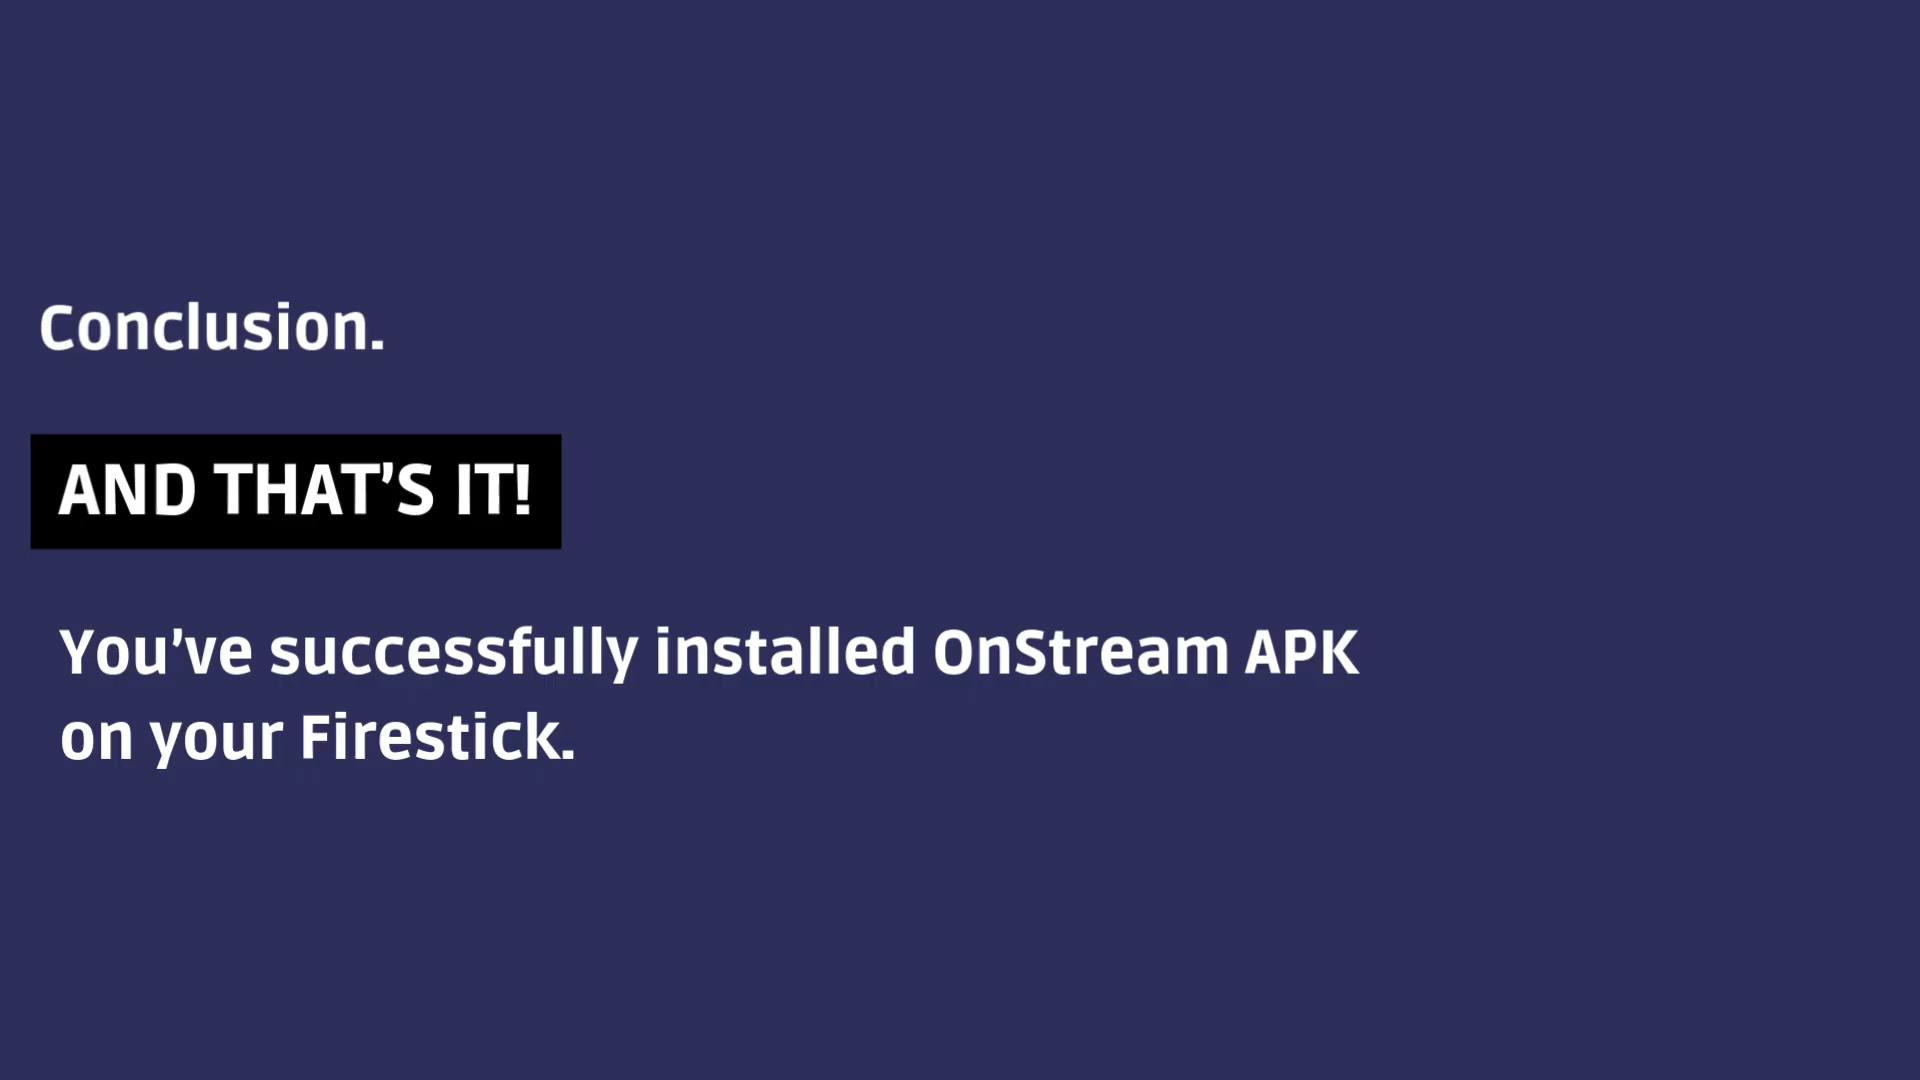 Conclusion.
AND THAT’S IT!
You’ve successfully installed OnStream APK
on your Firestick.